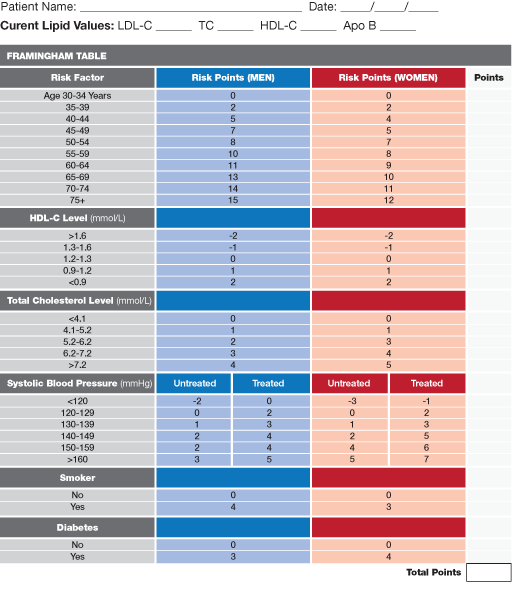 Patient Name: ____________________ Date: ____/____/____
Curent Lipid Values: LDL-C _____ TC _____ HDL-C _____ Apo B _____
FRAMINGHAM TABLE
Risk Factor Risk Points (MEN) Risk Points (WOMEN) Points
Age 30-34 Years 0 0
35-39 2 2
40-44 5 4
45-49 7 5
50-54 8 7
55-59 10 8
60-64 11 9
65-69 13 10
70-74 14 11
75+ 15 12
HDL-C Level (mmol/L)
>1.6 -2 -2
1.3-1.6 -1 -1
1.2-1.3 0 0
0.9-1.2 1 1
<0.9 2 2
Total Cholesterol Level (mmol/L)
<4.1 0 0
4.1-5.2 1 1
5.2-6.2 2 3
6.2-7.2 3 4
>7.2 4 5
Systolic Blood Pressure (mmHg) Untreated Treated Untreated Treated
<120 -2 0 -3 -1
120-129 0 2 0 2
130-139 1 3 1 3
140-149 2 4 2 5
150-159 2 4 4 6
>160 3 5 5 7
Smoker
No 0 0
Yes 4 3
Diabetes
No 0 0
Yes 3 4
Total Points